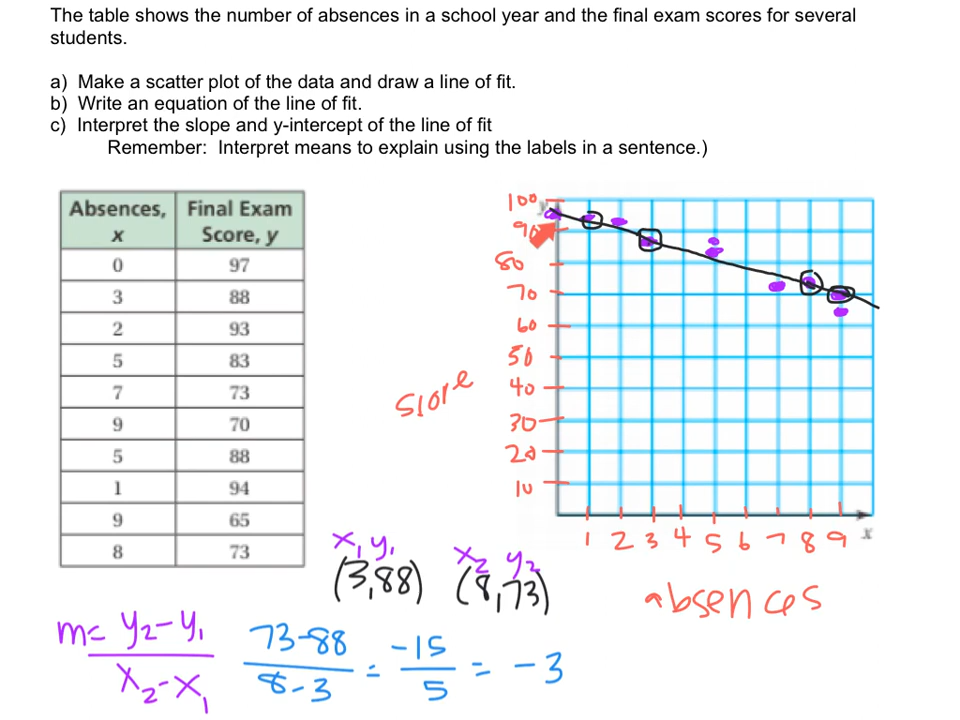 The table shows the number of absences in a school year and the final exam scores for several
students.
a) Make a scatter plot of the data and draw a line of fit.
b) Write an equation of the line of fit.
c) Interpret the slope and y-intercept of the line of fit
Remember: Interpret means to explain using the labels in a sentence.)
Absences, x Final Exam Score, y
0 97
3 88
2 93
5 83
7 73
9 70
5 88
1 94
9 65
8 73
100
90
80
70
60
50
40
30
20
10
Score
1 2 3 4 5 6 7 8 9 x
absences
x₁ y₁ x₂ y₂
(3,88) (8,73)
m= y₂-y₁ / x₂-x₁ 73-88 / 8-3 = -15 / 5 = -3